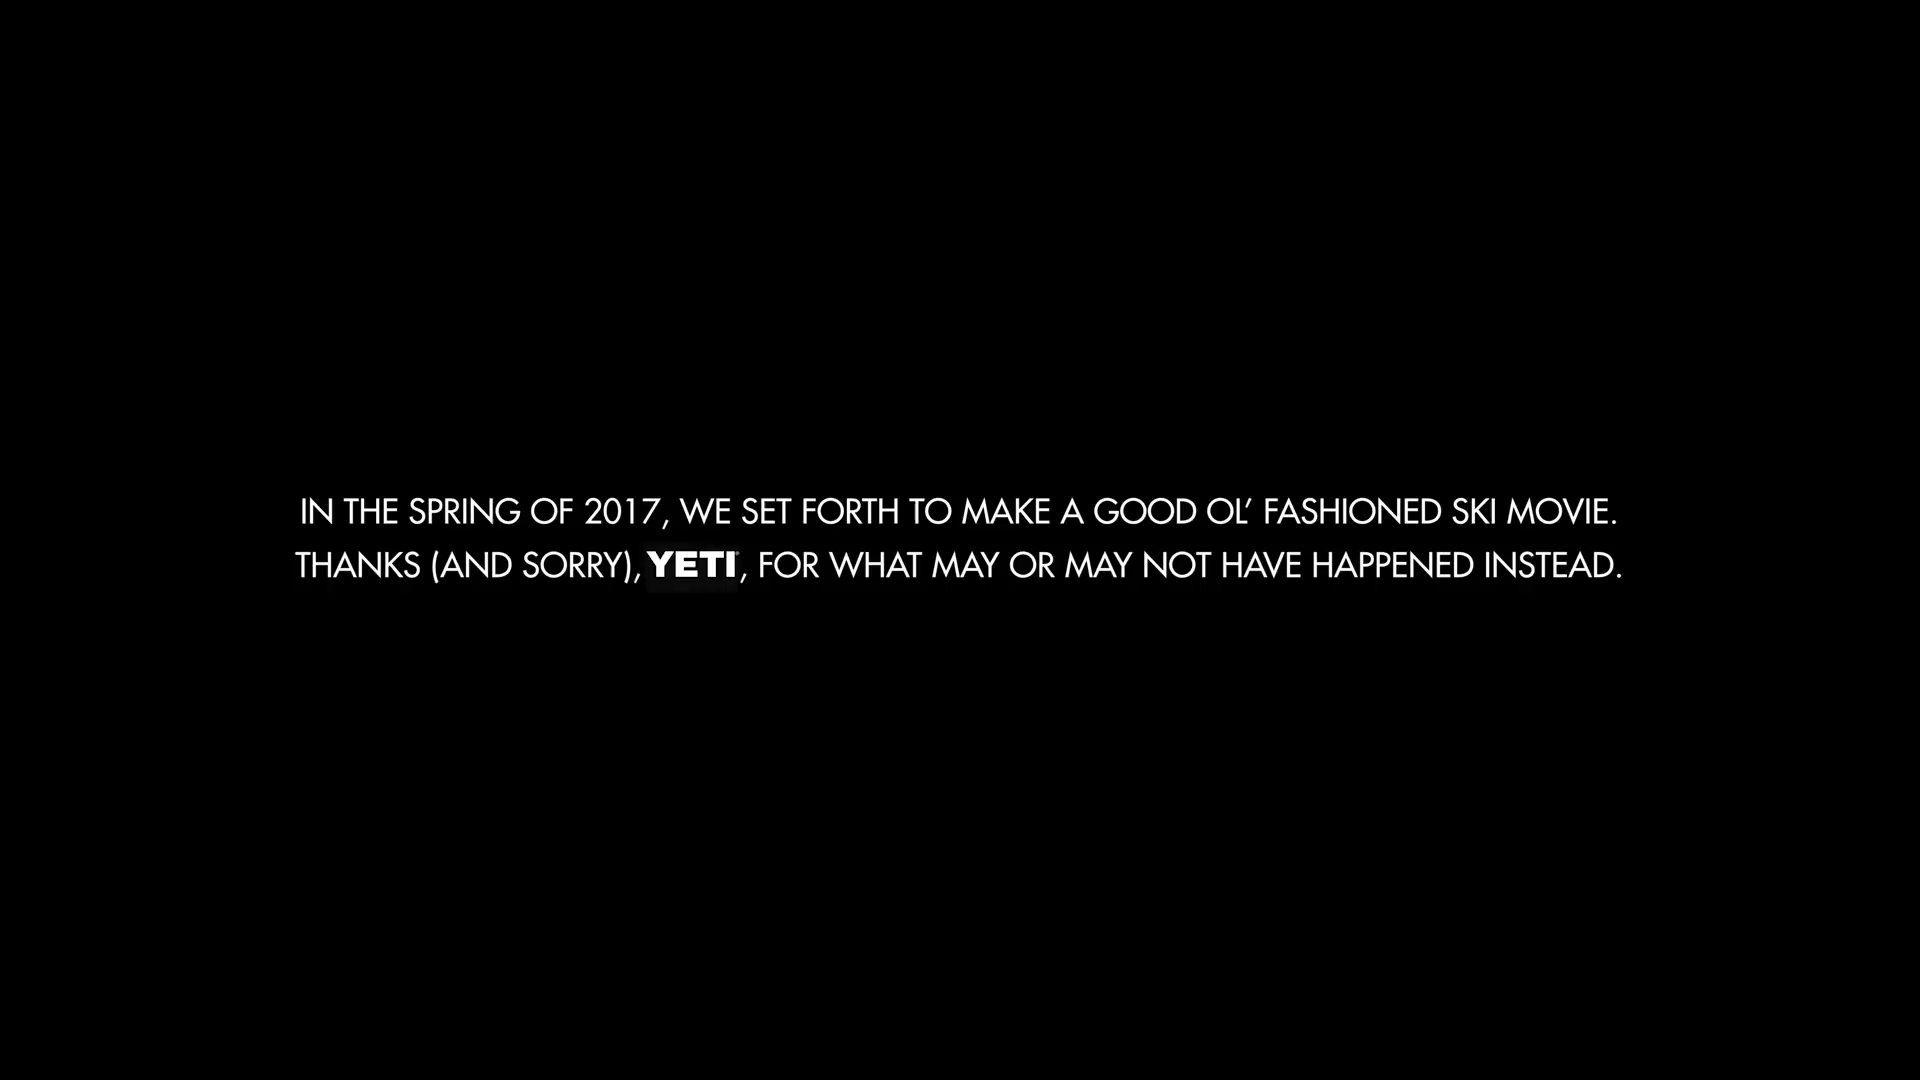 IN THE SPRING OF 2017, WE SET FORTH TO MAKE A GOOD OL’ FASHIONED SKI MOVIE.
THANKS (AND SORRY), YETI, FOR WHAT MAY OR MAY NOT HAVE HAPPENED INSTEAD.